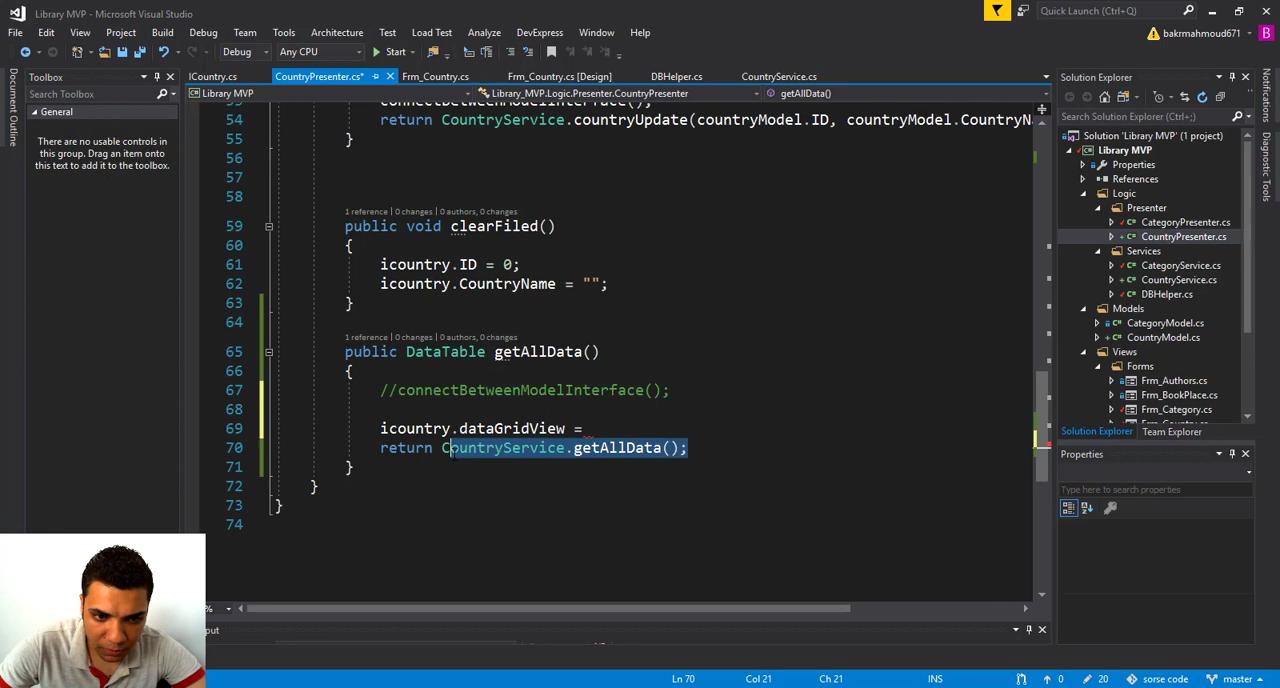 Library MVP - Microsoft Visual Studio
Quick Launch (Ctrl+Q)
File Edit View Project Build Debug Team Tools Architecture Test Load Test Analyze DevExpress Window Help
bakrmahmoud671 B
Debug Any CPU Start
Document Outline
Toolbox
Search Toolbox
General
There are no usable controls in
this group. Drag an item onto
this text to add it to the toolbox.
ICountry.cs CountryPresenter.cs* Frm_Country.cs Frm_Country.cs [Design] DBHelper.cs CountryService.cs
Library MVP Library_MVP.Logic.Presenter.CountryPresenter getAllData()
53 connectBetweenModelInterface();
54 return CountryService.countryUpdate(countryModel.ID, countryModel.CountryNa
55 }
56
57
58
1 reference | 0 changes | 0 authors, 0 changes
59 public void clearFiled()
60 {
61 icountry.ID = 0;
62 icountry.CountryName = "";
63 }
64
1 reference | 0 changes | 0 authors, 0 changes
65 public DataTable getAllData()
66 {
67 //connectBetweenModelInterface();
68
69 icountry.dataGridView =
70 return CountryService.getAllData();
71 }
72 }
73 }
74
%
Solution Explorer
Search Solution Explorer (Ctrl+;)
Solution 'Library MVP' (1 project)
Library MVP
Properties
References
Logic
Presenter
CategoryPresenter.cs
CountryPresenter.cs
Services
CategoryService.cs
CountryService.cs
DBHelper.cs
Models
CategoryModel.cs
CountryModel.cs
Views
Forms
Frm_Authors.cs
Frm_BookPlace.cs
Frm_Category.cs
Frm_Country.cs
Solution Explorer Team Explorer
Properties
Type here to search properties
Notifications
Diagnostic Tools
Ln 70 Col 21 Ch 21 INS 0 20 sorse code master